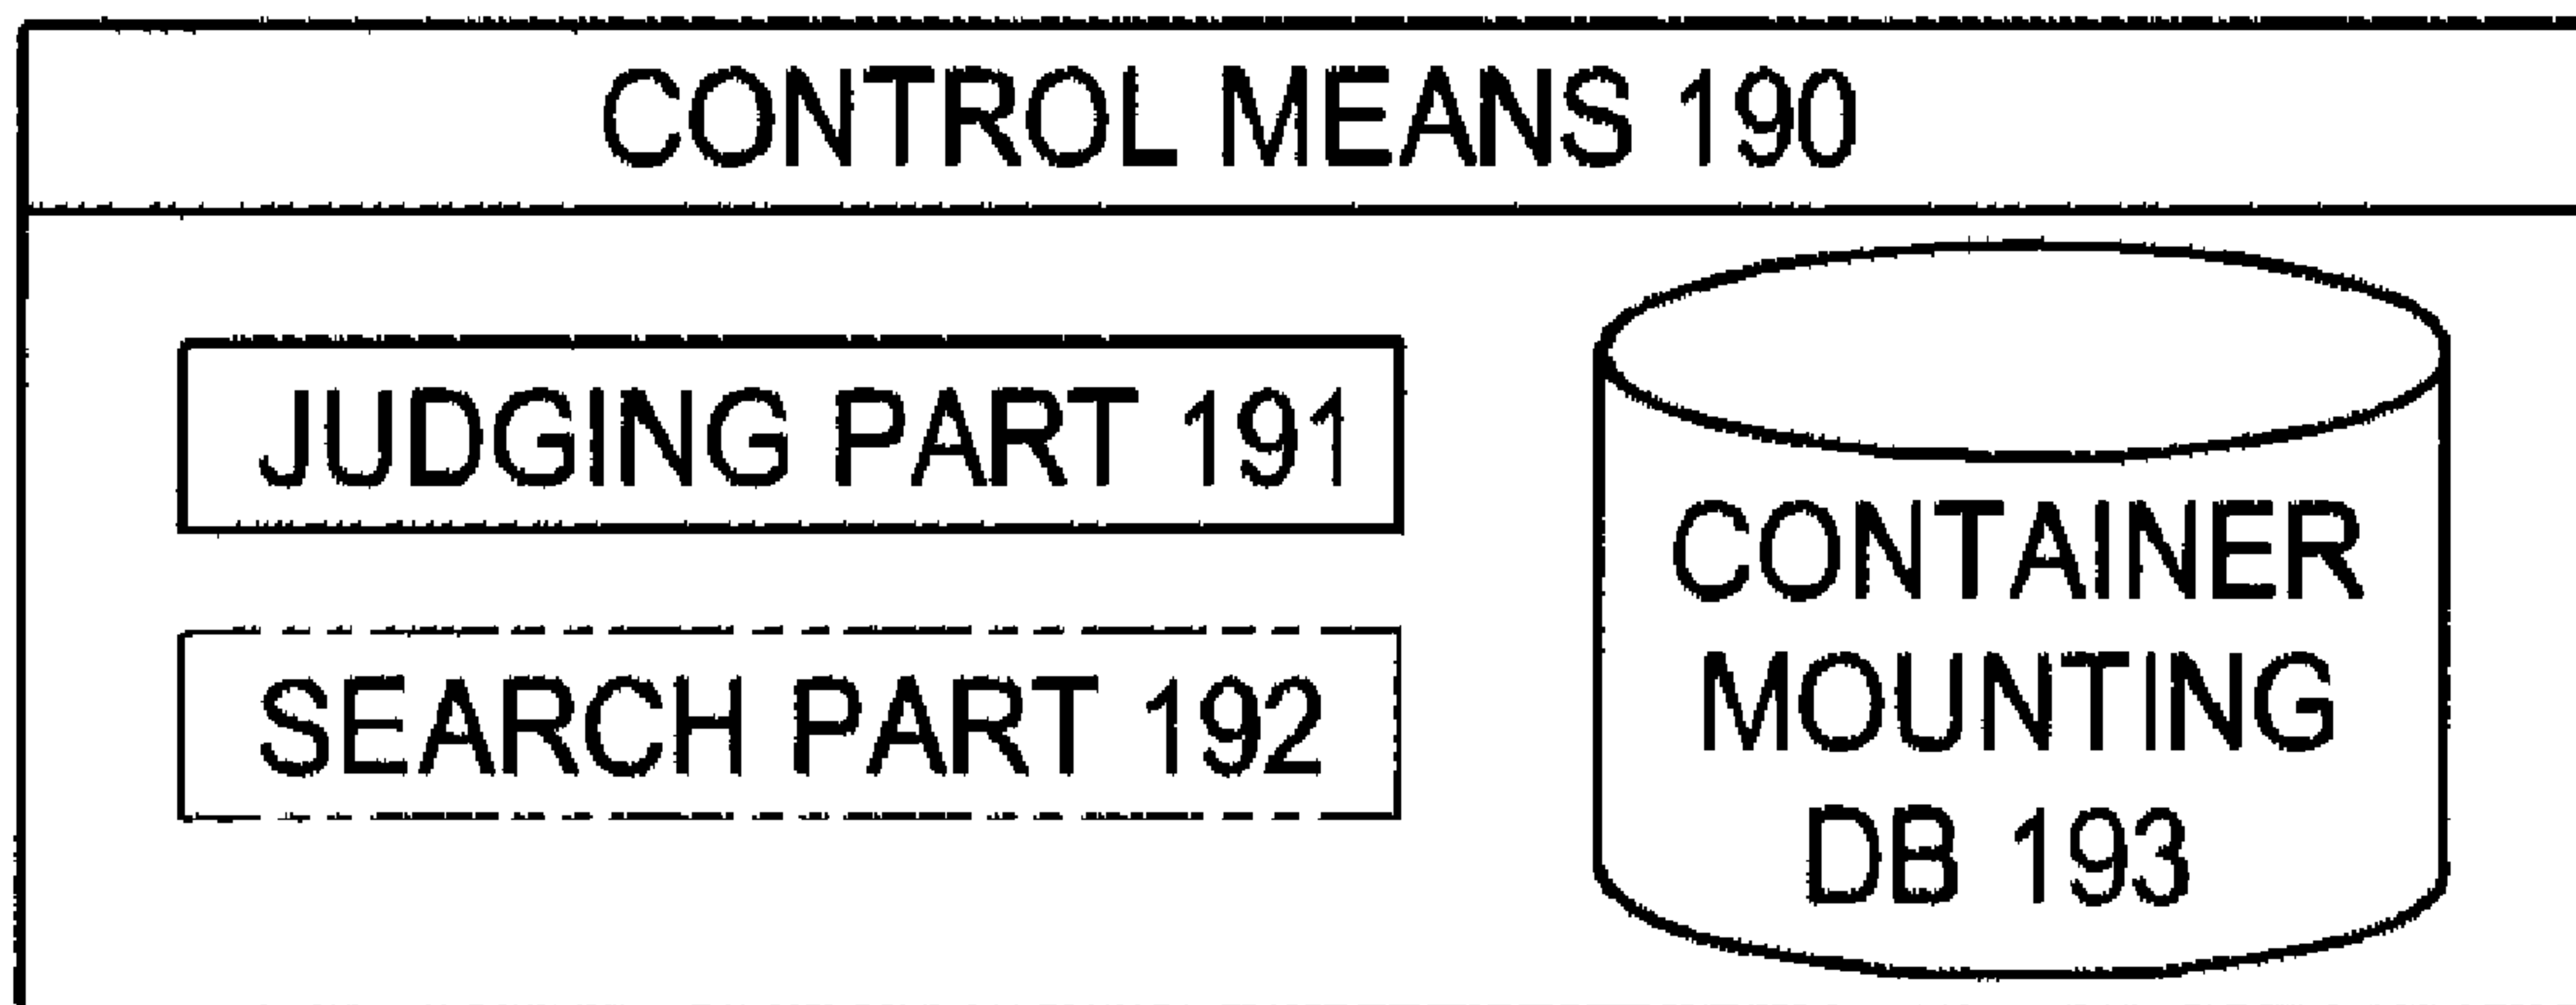 CONTROL MEANS 190
JUDGING PART 191
SEARCH PART 192
CONTAINER
MOUNTING
DB 193